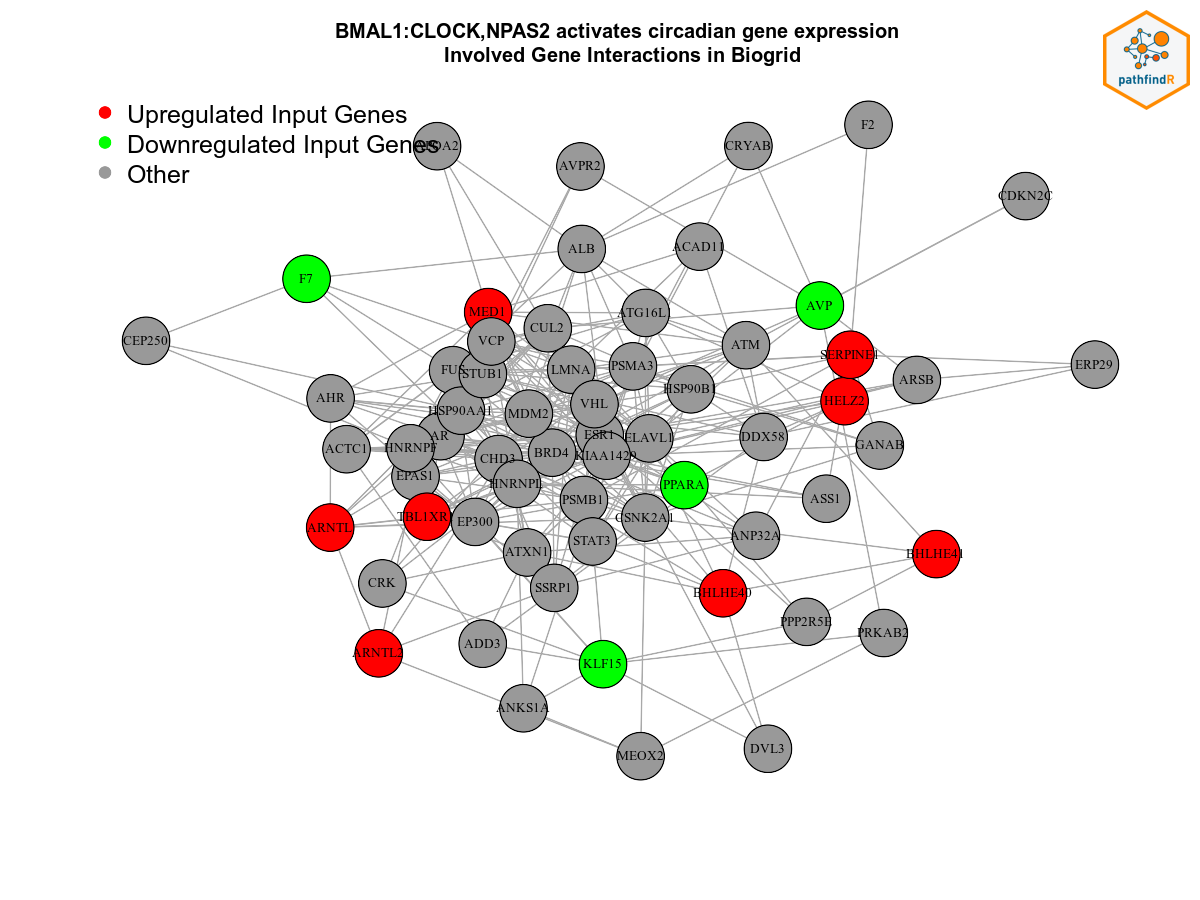 BMAL1:CLOCK,NPAS2 activates circadian gene expression
Involved Gene Interactions in Biogrid
pathfindR
Upregulated Input Genes
Downregulated Input Genes
Other
F2
CRYAB
AVPR2
CDKN2C
ALB
ACAD11
F7
AVP
MED1
ATG16L
CUL2
CEP250
VCP
ATM
SERPINE1
ERP29
PSMA3
LMNA
FUS
STUB1
ARSB
HSP90B1
AHR
HELZ2
VHL
HSP90AA1
MDM2
ESR1
AR
ELAVL1
DDX58
GANAB
HNRNPF
ACTC1
BRD4
KIAA1429
CHD3
EPAS1
HNRNPL
PPARA
PSMB1
ASS1
TBL1XR
CSNK2A1
EP300
ARNTL
ANP32A
STAT3
ATXN1
BHLHE41
CRK
SSRP1
BHLHE40
PPP2R5E
PRKAB2
ADD3
ARNTL2
KLF15
ANKS1A
DVL3
MEOX2